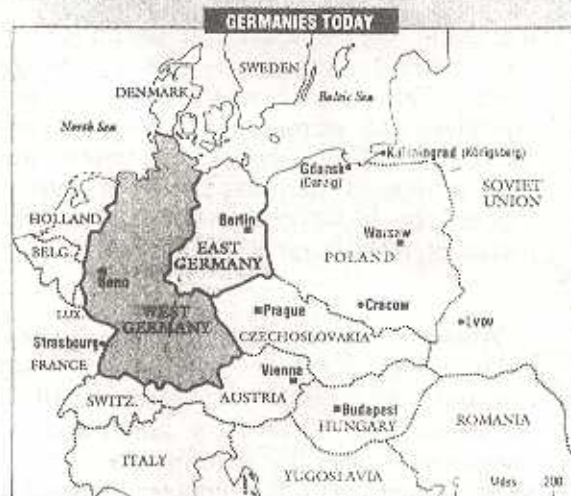 GERMANIES TODAY
SWEDEN
DENMARK
Baltic Sea
North Sea
Kaliningrad (Königsberg)
Gdansk
(Danzig)
SOVIET
UNION
HOLLAND
Berlin
Warsaw
EAST
GERMANY
POLAND
BELG.
Bonn
LUX.
WEST
GERMANY
Prague
Cracow
Lvov
CZECHOSLOVAKIA
Strasbourg
FRANCE
Vienna
SWITZ.
AUSTRIA
Budapest
HUNGARY
ROMANIA
ITALY
YUGOSLAVIA
Miles 200